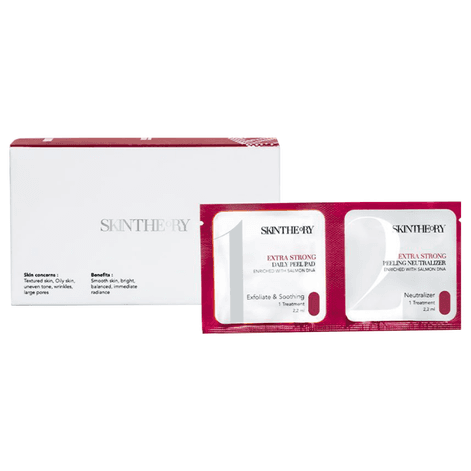 SKINTHEORY
Skin concerns :
Textured skin, Oily skin,
uneven tone, wrinkles,
large pores
Benefits :
Smooth skin, bright,
balanced, immediate
radiance
1
SKINTHEORY
EXTRA STRONG
DAILY PEEL PAD
ENRICHED WITH SALMON DNA
Exfoliate & Soothing
1 Treatment
2,2 ml
2
SKINTHEORY
EXTRA STRONG
PEELING NEUTRALIZER
ENRICHED WITH SALMON DNA
Neutralizer
1 Treatment
2,2 ml